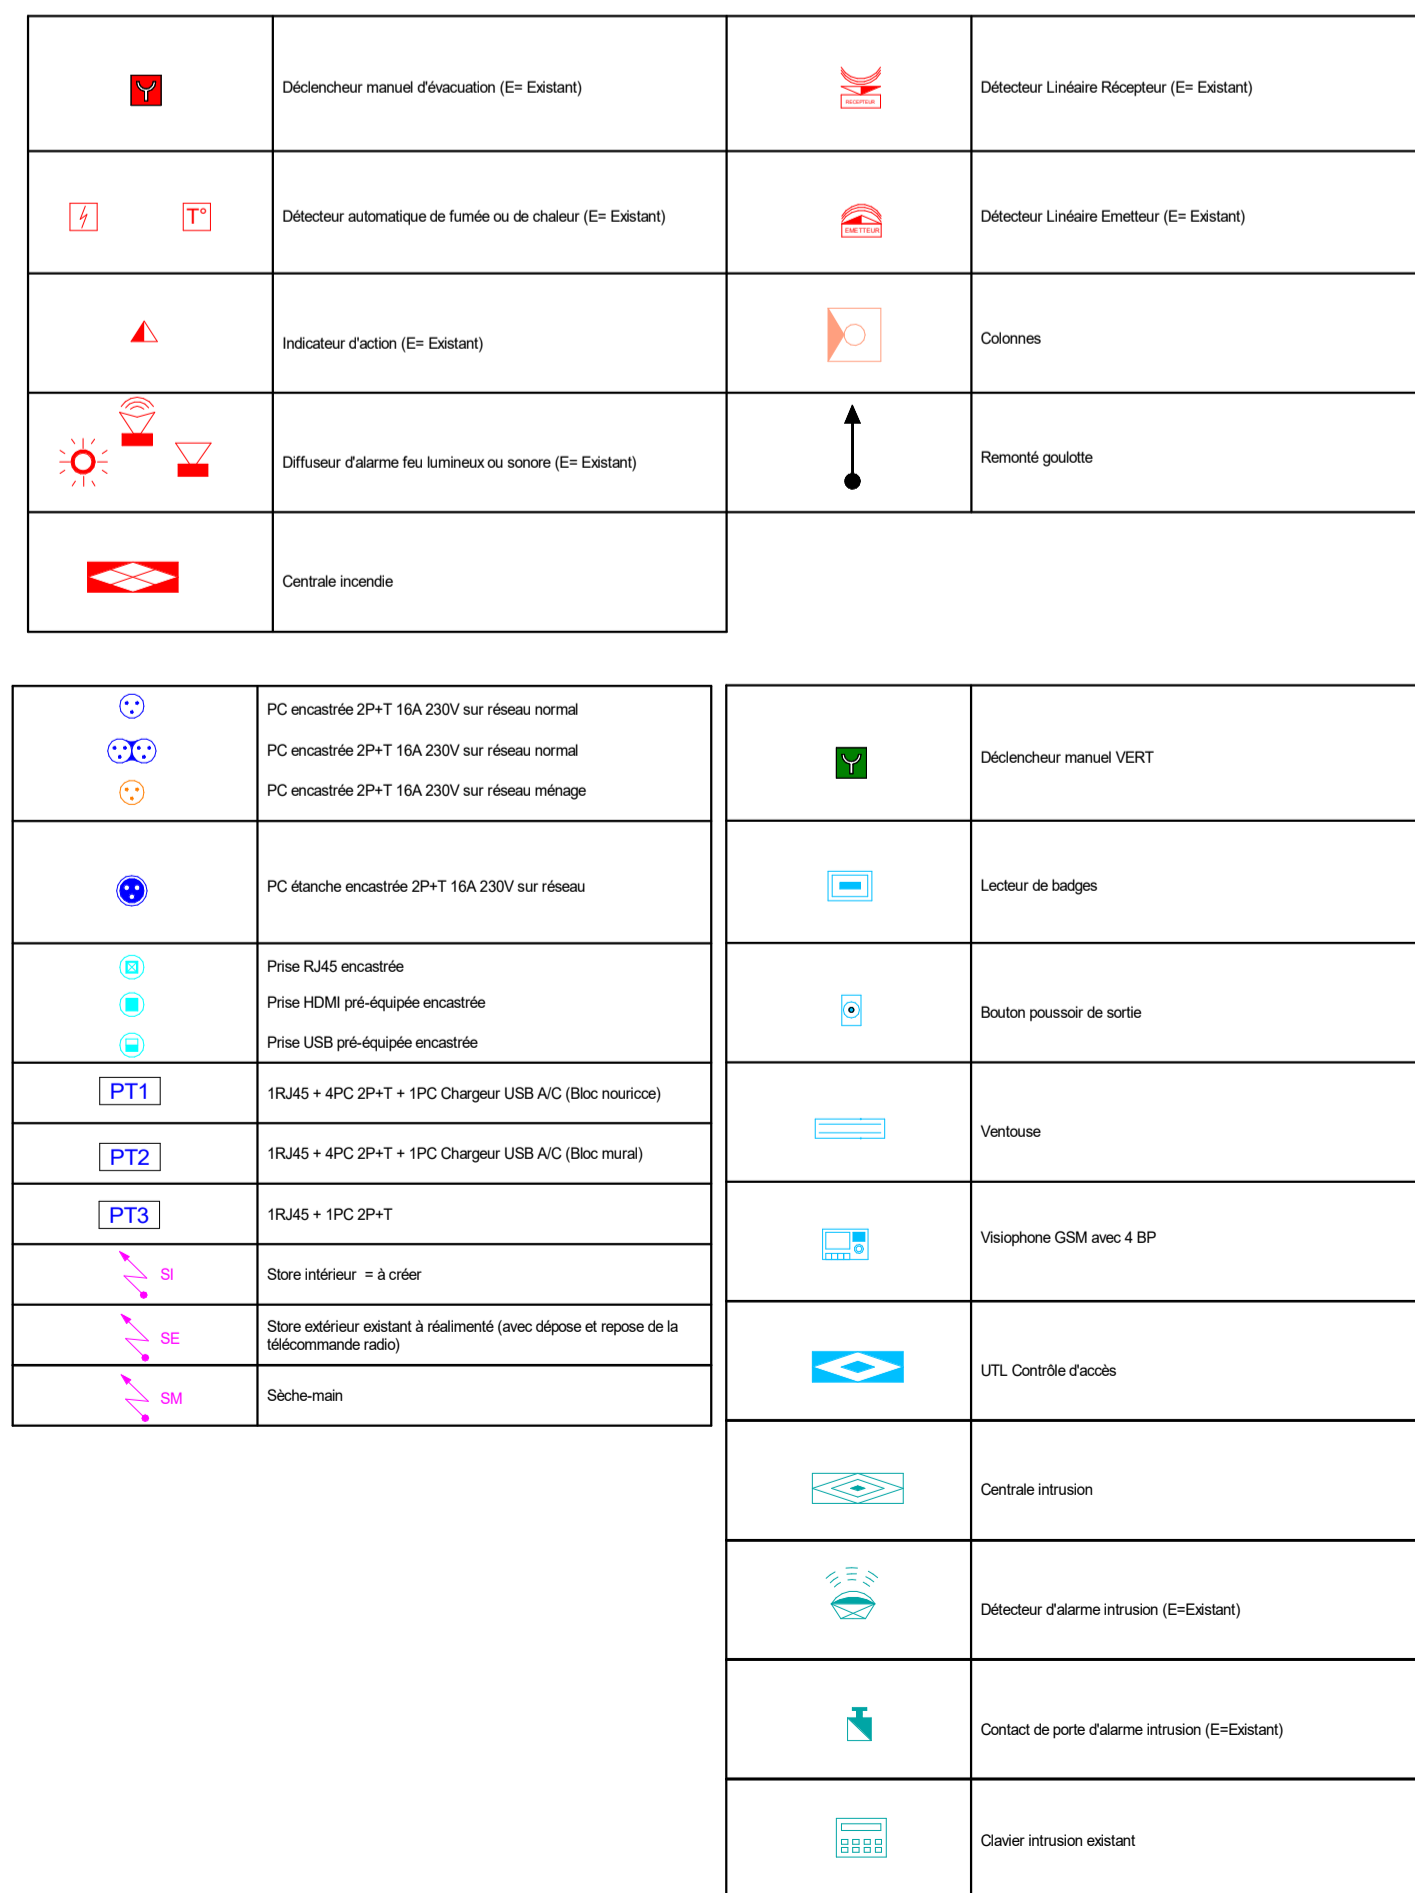 Déclencheur manuel d'évacuation (E= Existant)
RECEPTEUR
Détecteur Linéaire Récepteur (E= Existant)
T°
Détecteur automatique de fumée ou de chaleur (E= Existant)
EMETTEUR
Détecteur Linéaire Emetteur (E= Existant)
Indicateur d'action (E= Existant)
Colonnes
Diffuseur d'alarme feu lumineux ou sonore (E= Existant)
Remonté goulotte
Centrale incendie
PC encastrée 2P+T 16A 230V sur réseau normal
PC encastrée 2P+T 16A 230V sur réseau normal
PC encastrée 2P+T 16A 230V sur réseau ménage
PC étanche encastrée 2P+T 16A 230V sur réseau
Prise RJ45 encastrée
Prise HDMI pré-équipée encastrée
Prise USB pré-équipée encastrée
PT1
1RJ45 + 4PC 2P+T + 1PC Chargeur USB A/C (Bloc nouricce)
PT2
1RJ45 + 4PC 2P+T + 1PC Chargeur USB A/C (Bloc mural)
PT3
1RJ45 + 1PC 2P+T
SI
Store intérieur  = à créer
SE
Store extérieur existant à réalimenté (avec dépose et repose de la
télécommande radio)
SM
Sèche-main
Déclencheur manuel VERT
Lecteur de badges
Bouton poussoir de sortie
Ventouse
Visiophone GSM avec 4 BP
UTL Contrôle d'accès
Centrale intrusion
Détecteur d'alarme intrusion (E=Existant)
Contact de porte d'alarme intrusion (E=Existant)
Clavier intrusion existant